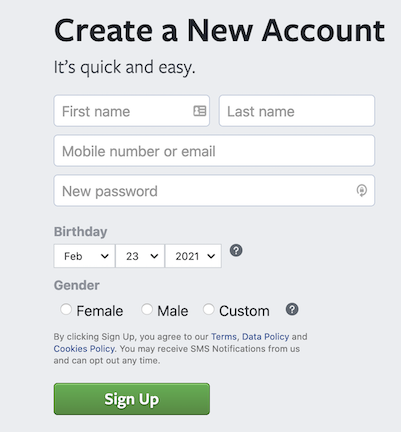 Create a New Account
It's quick and easy.
First name Last name
Mobile number or email
New password
Birthday
Feb 23 2021 ?
Gender
Female Male Custom ?
By clicking Sign Up, you agree to our Terms, Data Policy and
Cookies Policy. You may receive SMS Notifications from us
and can opt out any time.
Sign Up